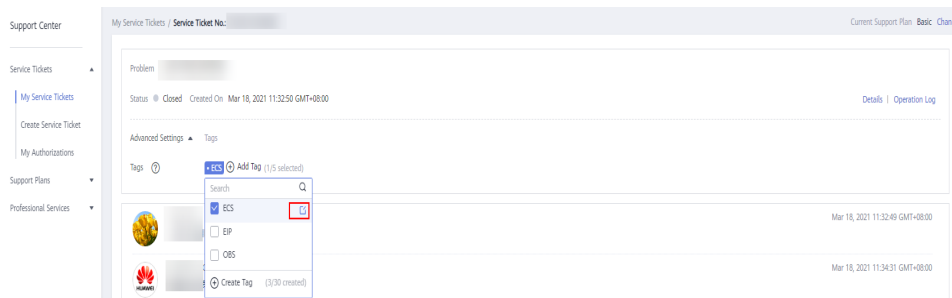 Support Center
My Service Tickets / Service Ticket No.:
Current Support Plan Basic Chan
Service Tickets
My Service Tickets
Create Service Ticket
My Authorizations
Support Plans
Professional Services
Problem
Status Closed Created On Mar 18, 2021 11:32:50 GMT+08:00
Details | Operation Log
Advanced Settings Tags
Tags ? • ECS Add Tag (1/5 selected)
Search
ECS
EIP
OBS
Create Tag (3/30 created)
Mar 18, 2021 11:32:49 GMT+08:00
HUAWEI
Mar 18, 2021 11:34:31 GMT+08:00